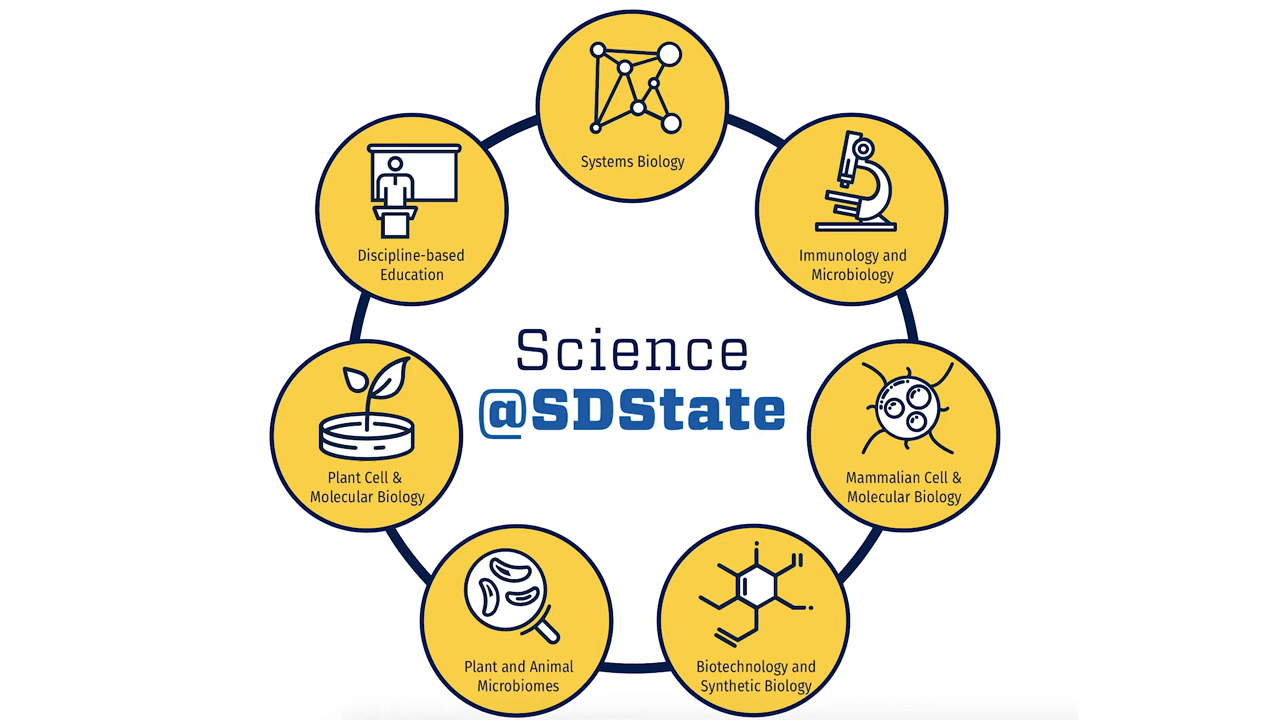 Systems Biology
Discipline-based
Education
Immunology and
Microbiology
Science
@SDState
Plant Cell &
Molecular Biology
Mammalian Cell &
Molecular Biology
Plant and Animal
Microbiomes
Biotechnology and
Synthetic Biology